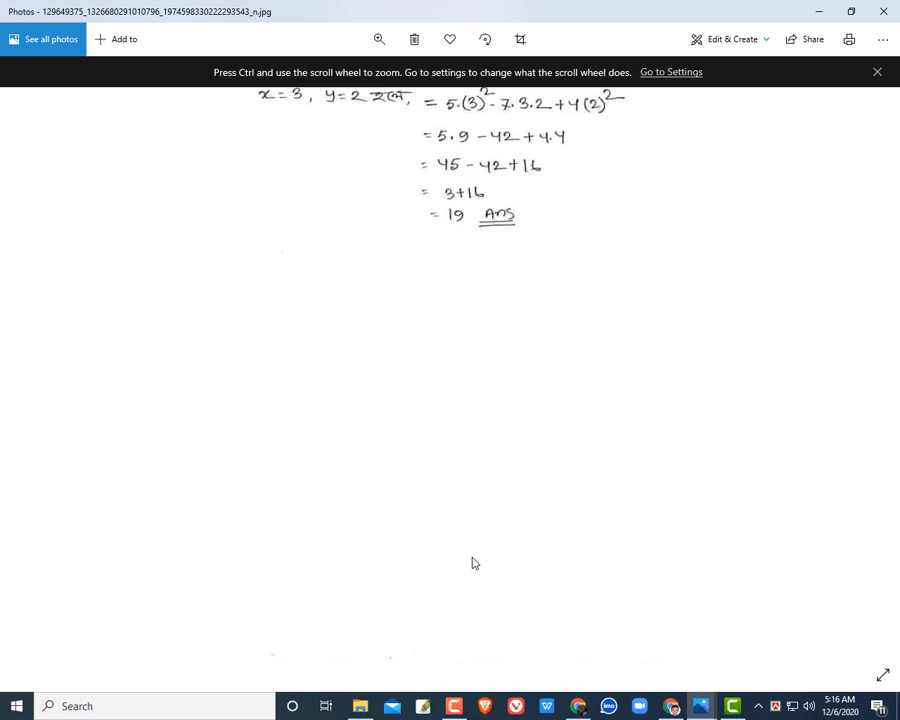 Photos - 129649375_1326680291010796_1974598330222293543_n.jpg
See all photos
Add to
Edit & Create
Share
Press Ctrl and use the scroll wheel to zoom. Go to settings to change what the scroll wheel does. Go to Settings
x = 3, y = 2 হলে, = 5.(3)² - 7.3.2 + 4(2)²
= 5.9 - 42 + 4.4
= 45 - 42 + 16
= 3+16
= 19 Ans
Search
imo
5:16 AM
12/6/2020